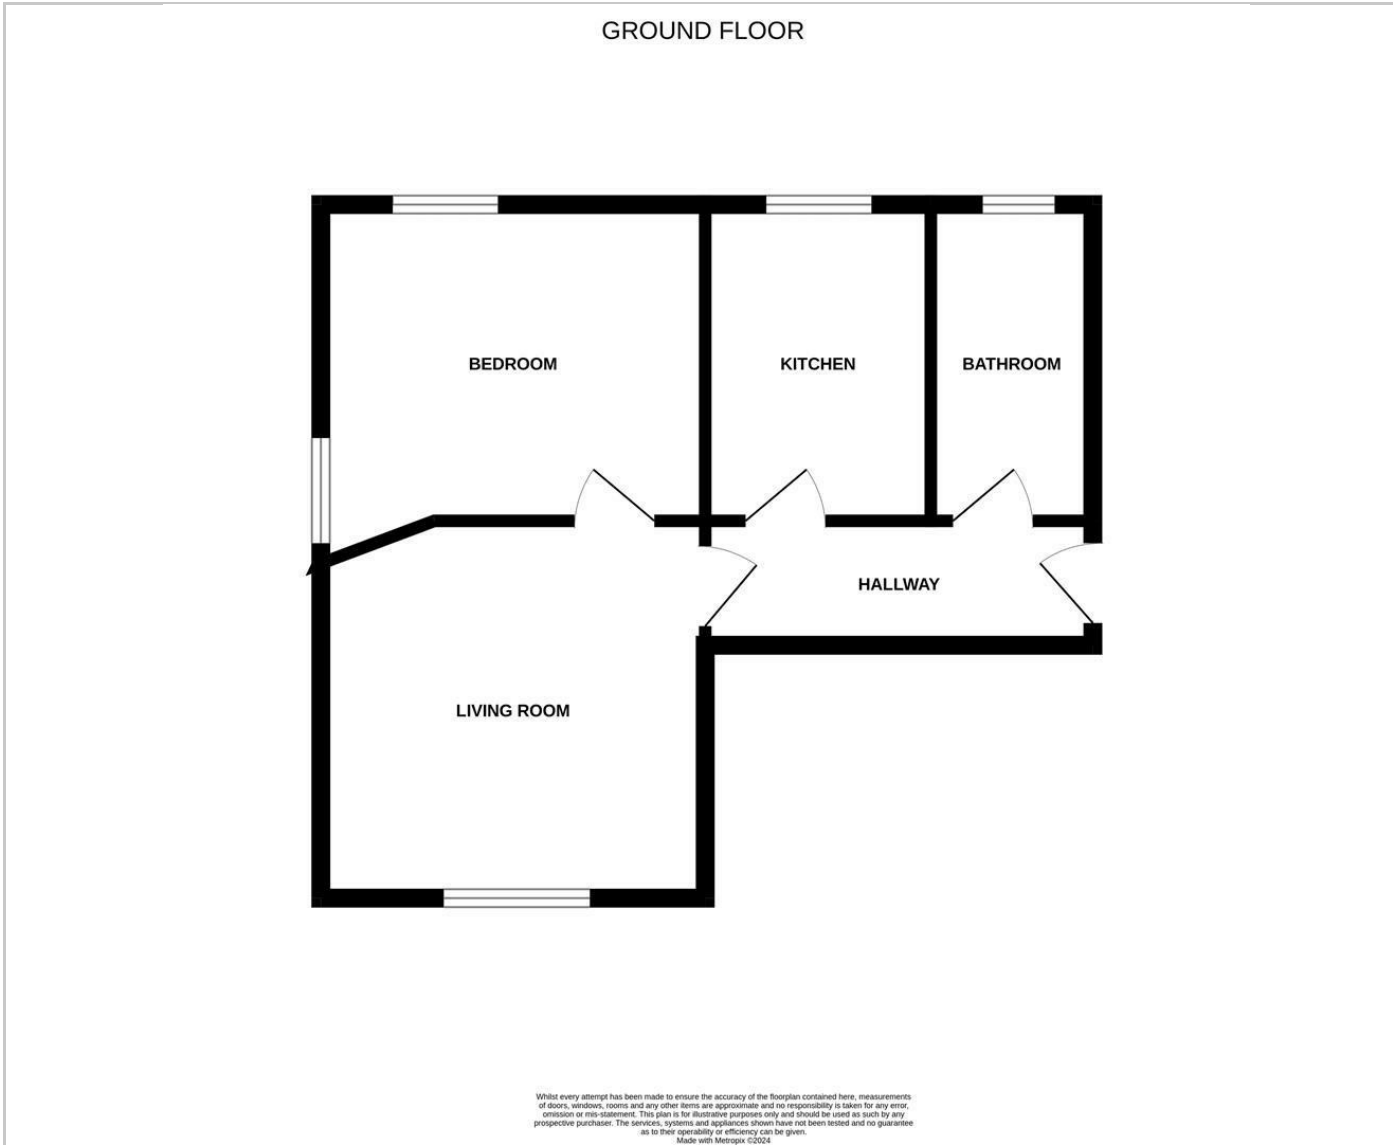 GROUND FLOOR
BEDROOM
KITCHEN
BATHROOM
HALLWAY
LIVING ROOM
Whilst every attempt has been made to ensure the accuracy of the floorplan contained here, measurements
of doors, windows, rooms and any other items are approximate and no responsibility is taken for any error,
omission or mis-statement. This plan is for illustrative purposes only and should be used as such by any
prospective purchaser. The services, systems and appliances shown have not been tested and no guarantee
as to their operability or efficiency can be given.
Made with Metropix ©2024